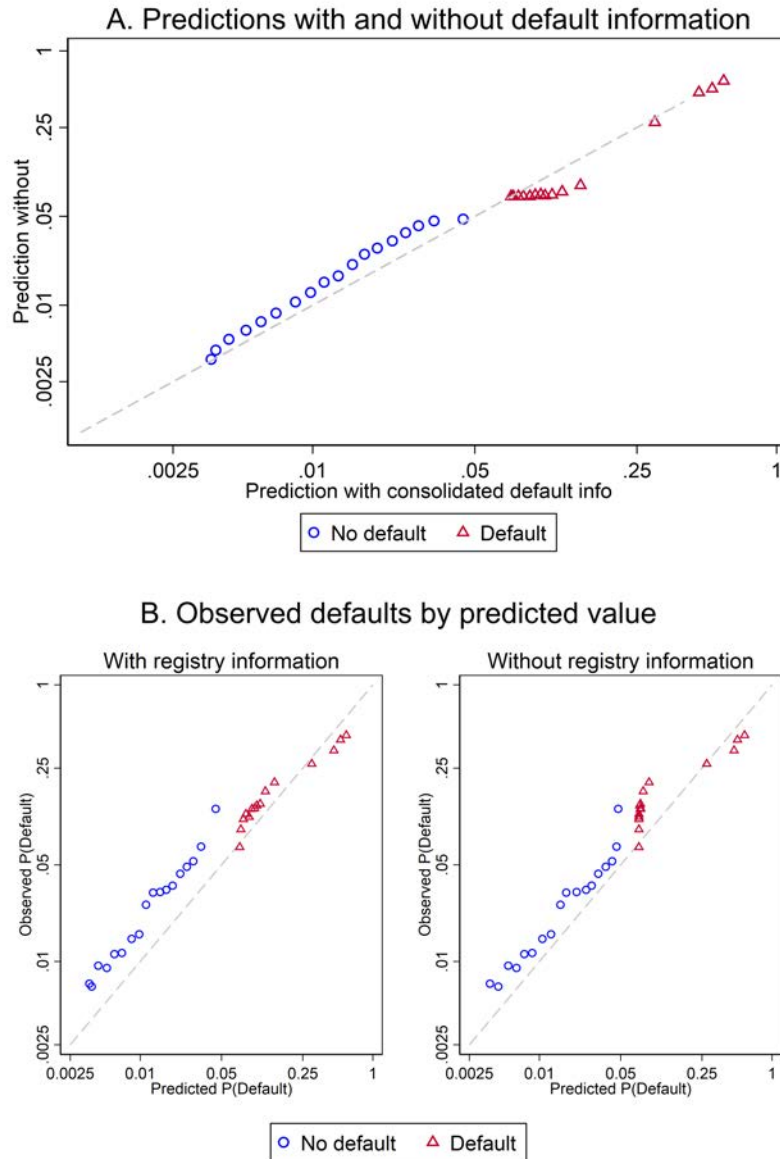 A. Predictions with and without default information
Prediction without
1
.25
.05
.01
.0025
.0025 .01 .05 .25 1
Prediction with consolidated default info
No default Default
B. Observed defaults by predicted value
With registry information
Observed P(Default)
1
.25
.05
.01
.0025
0.0025 0.01 0.05 0.25 1
Predicted P(Default)
Without registry information
Observed P(Default)
1
.25
.05
.01
.0025
0.0025 0.01 0.05 0.25 1
Predicted P(Default)
No default Default